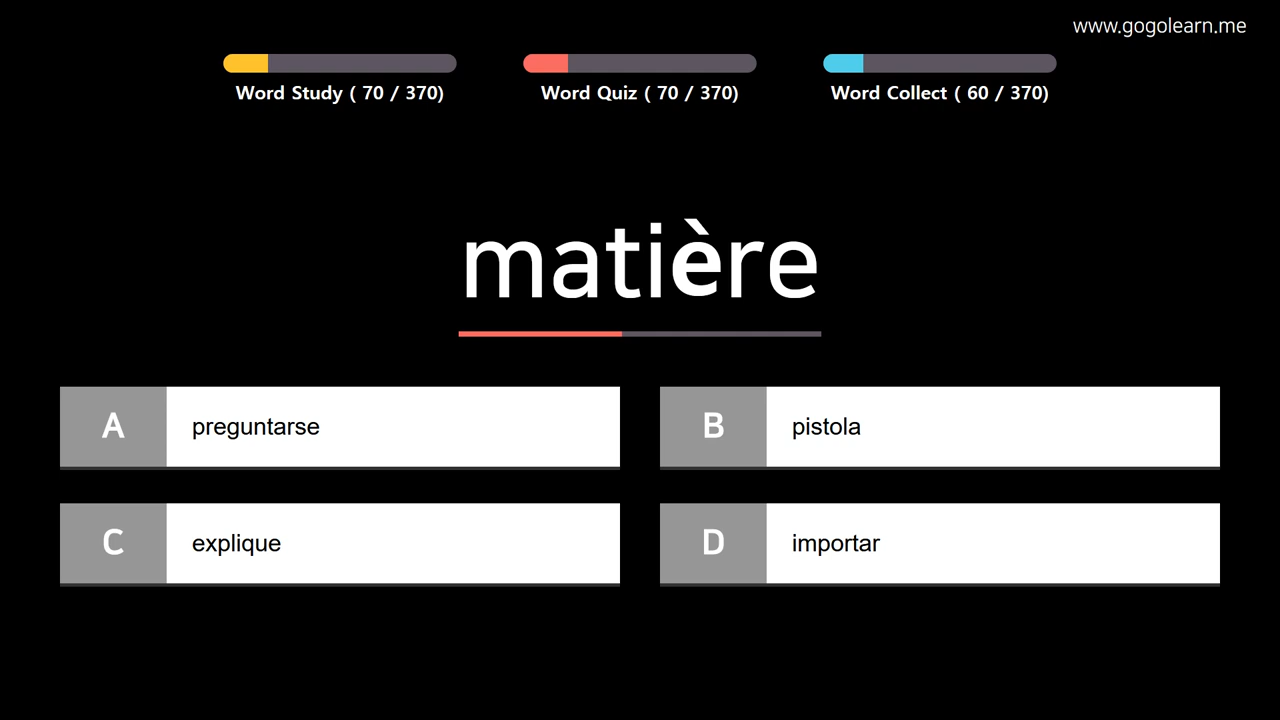 www.gogolearn.me
Word Study ( 70 / 370)
Word Quiz ( 70 / 370)
Word Collect ( 60 / 370)
matière
A preguntarse
B pistola
C explique
D importar